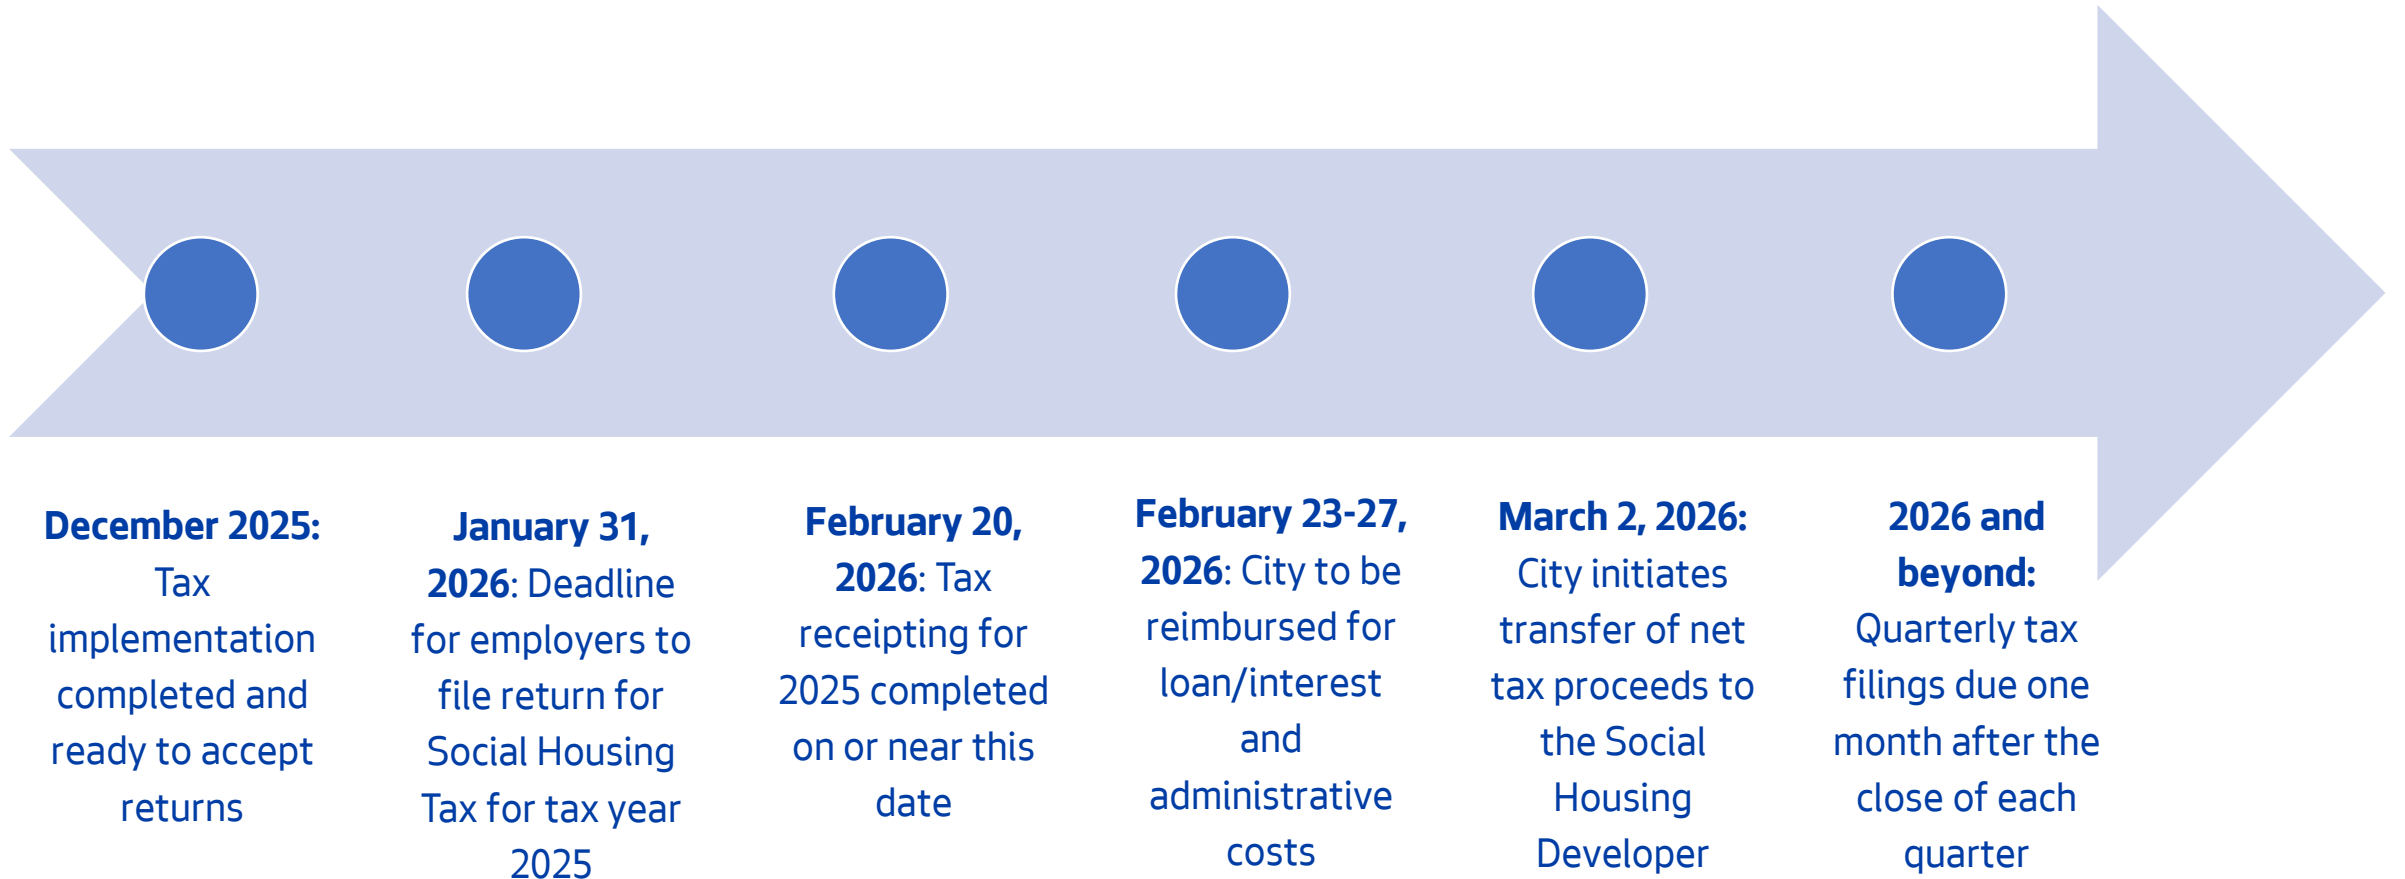 December 2025:
Tax
implementation
completed and
ready to accept
returns
January 31,
2026: Deadline
for employers to
file return for
Social Housing
Tax for tax year
2025
February 20,
2026: Tax
receipting for
2025 completed
on or near this
date
February 23-27,
2026: City to be
reimbursed for
loan/interest
and
administrative
costs
March 2, 2026:
City initiates
transfer of net
tax proceeds to
the Social
Housing
Developer
2026 and
beyond:
Quarterly tax
filings due one
month after the
close of each
quarter